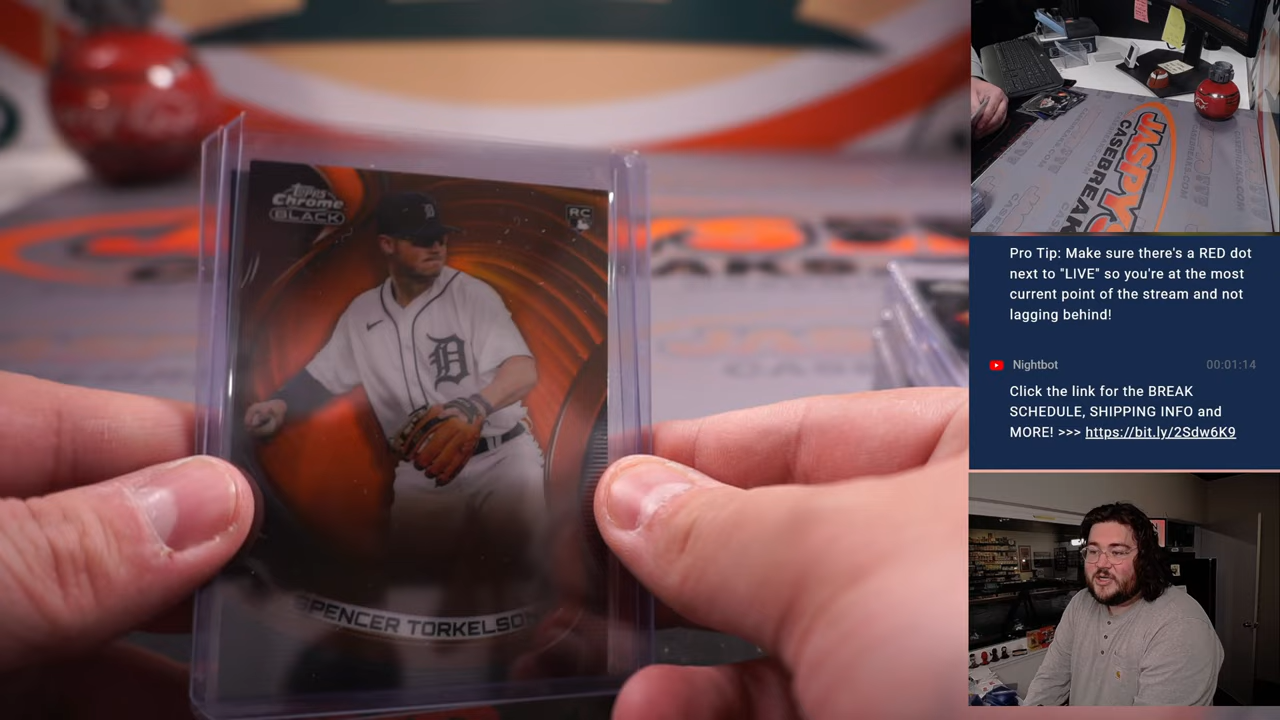 Topps
Chrome
BLACK
RC
D
D
SPENCER TORKELSON
JASPY'S
CASEBREAKS
Pro Tip: Make sure there's a RED dot
next to "LIVE" so you're at the most
current point of the stream and not
lagging behind!
Nightbot
00:01:14
Click the link for the BREAK
SCHEDULE, SHIPPING INFO and
MORE! >>> https://bit.ly/2Sdw6K9